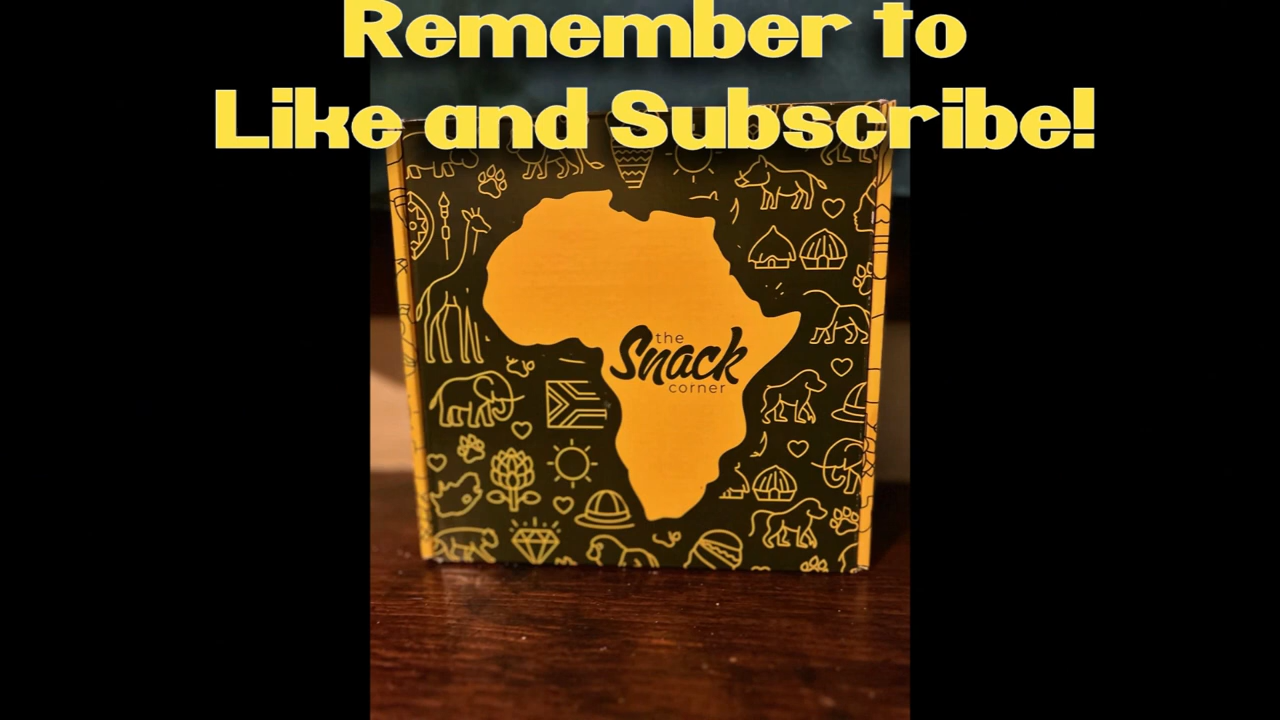 Remember to
Like and Subscribe!
the
Snack
corner